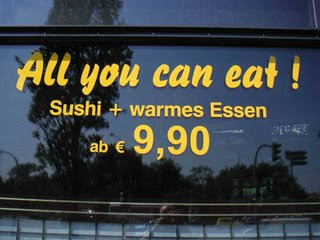 All you can eat !
Sushi + warmes Essen
ab € 9,90